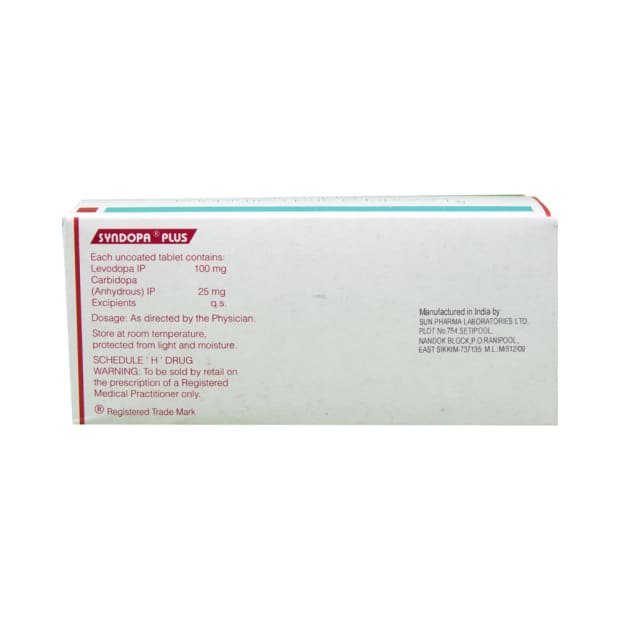 SYNDOPA® PLUS
Each uncoated tablet contains:
Levodopa IP 100 mg
Carbidopa
(Anhydrous) IP 25 mg
Excipients q.s.
Dosage: As directed by the Physician.
Store at room temperature,
protected from light and moisture.
SCHEDULE 'H' DRUG
WARNING: To be sold by retail on
the prescription of a Registered
Medical Practitioner only.
® Registered Trade Mark
Manufactured in India by:
SUN PHARMA LABORATORIES LTD.
PLOT No.754, SETIPOOL,
NANDOK BLOCK, P.O. RANIPOOL,
EAST SIKKIM-737135. M.L.:M/512/09